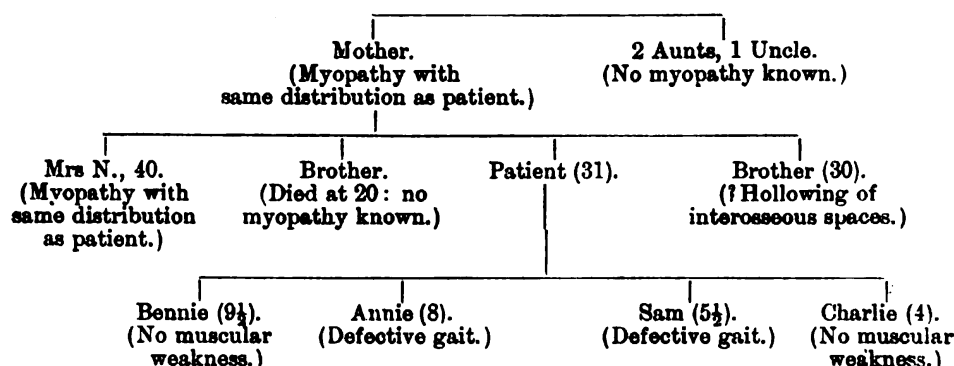 Mother.
(Myopathy with
same distribution as patient.)
2 Aunts, 1 Uncle.
(No myopathy known.)
Mrs N., 40.
(Myopathy with
same distribution
as patient.)
Brother.
(Died at 20: no
myopathy known.)
Patient (31).
Brother (30).
(? Hollowing of
interosseous spaces.)
Bennie (9½).
(No muscular
weakness.)
Annie (8).
(Defective gait.)
Sam (5½).
(Defective gait.)
Charlie (4).
(No muscular
weakness.)